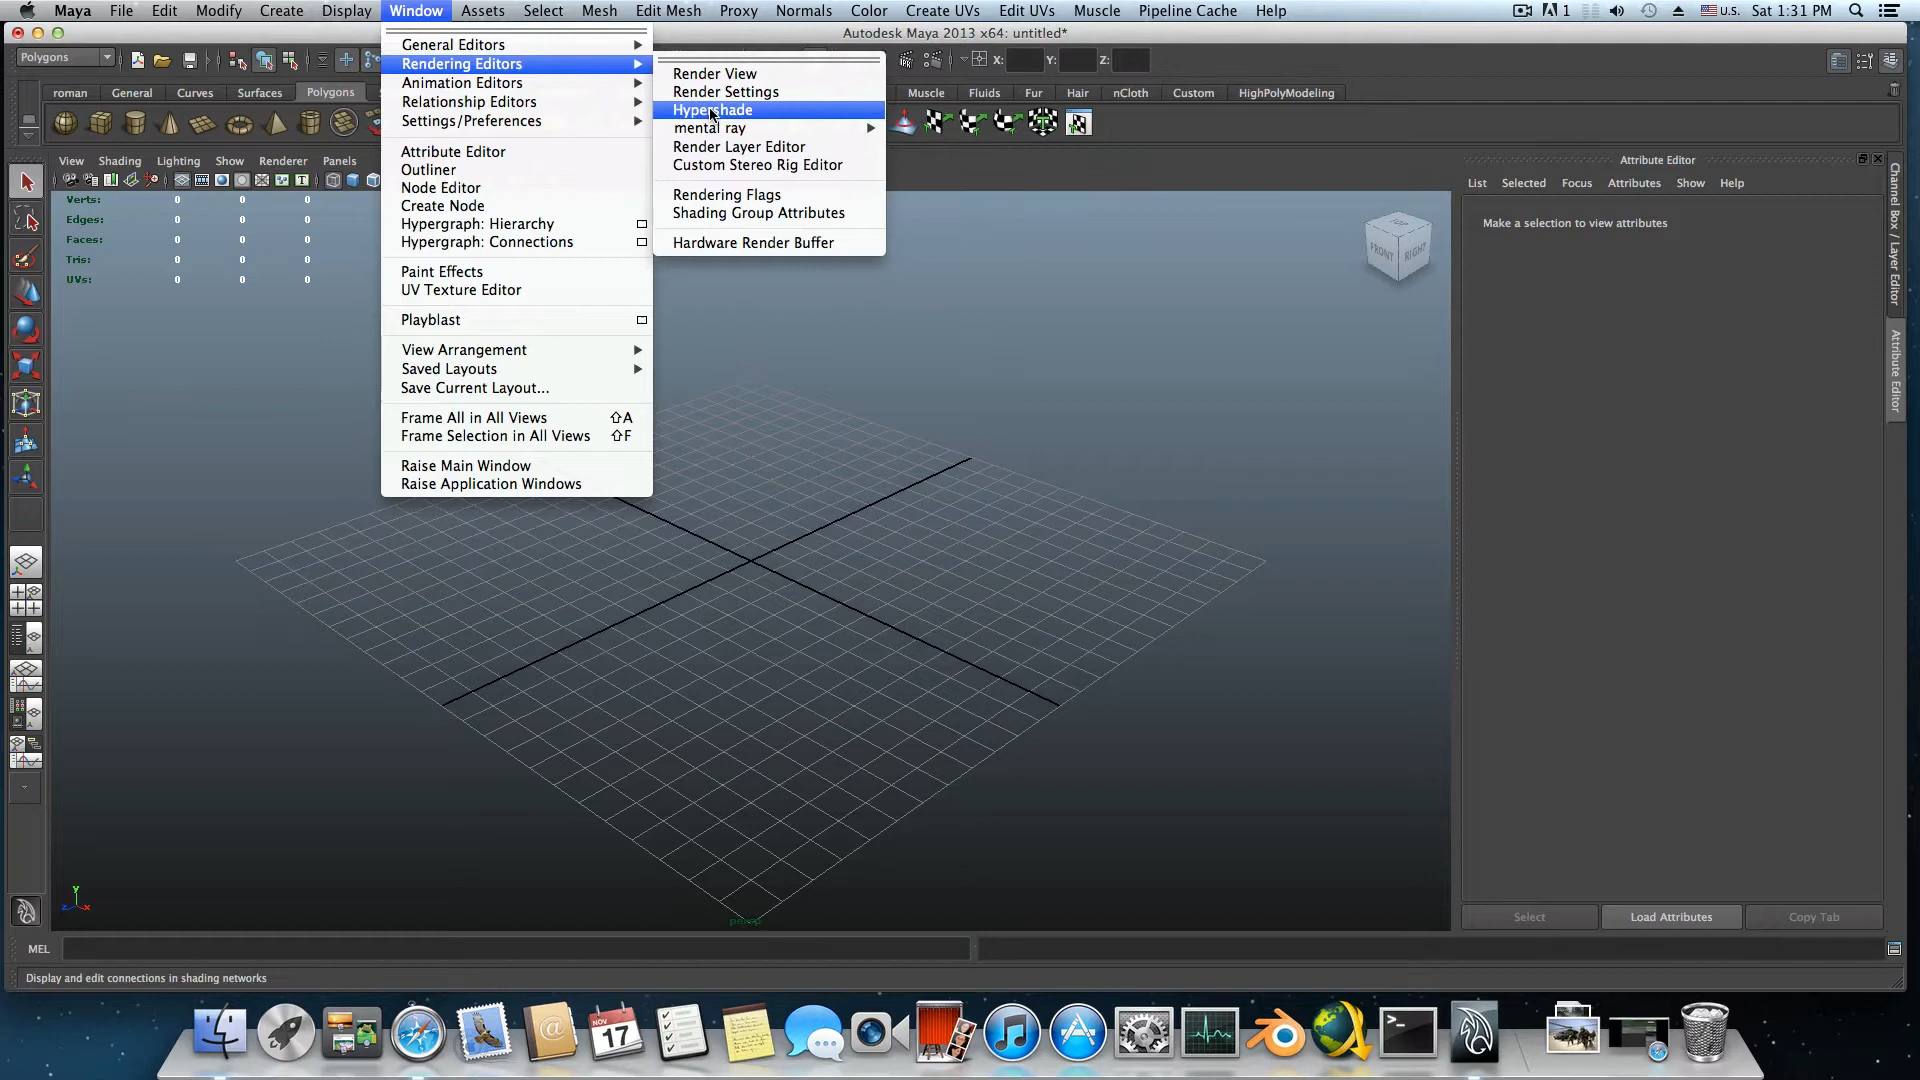 Maya File Edit Modify Create Display Window Assets Select Mesh Edit Mesh Proxy Normals Color Create UVs Edit UVs Muscle Pipeline Cache Help 1 U.S. Sat 1:31 PM
Autodesk Maya 2013 x64: untitled*
Polygons X: Y: Z:
roman General Curves Surfaces Polygons Muscle Fluids Fur Hair nCloth Custom HighPolyModeling
General Editors
Rendering Editors
Animation Editors
Relationship Editors
Settings/Preferences
Attribute Editor
Outliner
Node Editor
Create Node
Hypergraph: Hierarchy
Hypergraph: Connections
Paint Effects
UV Texture Editor
Playblast
View Arrangement
Saved Layouts
Save Current Layout...
Frame All in All Views ⇧A
Frame Selection in All Views ⇧F
Raise Main Window
Raise Application Windows
Render View
Render Settings
Hypershade
mental ray
Render Layer Editor
Custom Stereo Rig Editor
Rendering Flags
Shading Group Attributes
Hardware Render Buffer
View Shading Lighting Show Renderer Panels
Verts: 0 0 0
Edges: 0 0 0
Faces: 0 0 0
Tris: 0 0 0
UVs: 0 0 0
TOP
FRONT RIGHT
Attribute Editor
List Selected Focus Attributes Show Help
Make a selection to view attributes
Channel Box / Layer Editor
Attribute Editor
y
z x
persp
Select Load Attributes Copy Tab
MEL
Display and edit connections in shading networks
NOV
17